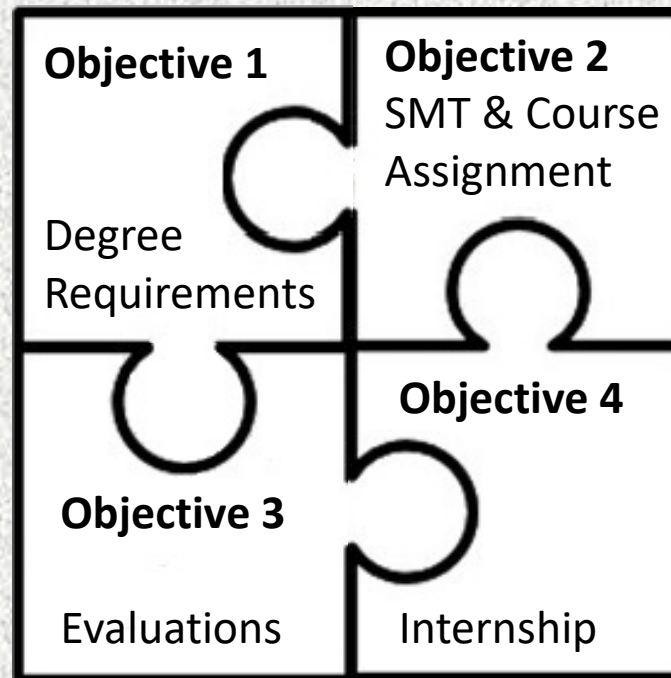 Objective 1
Degree
Requirements
Objective 2
SMT & Course
Assignment
Objective 3
Evaluations
Objective 4
Internship